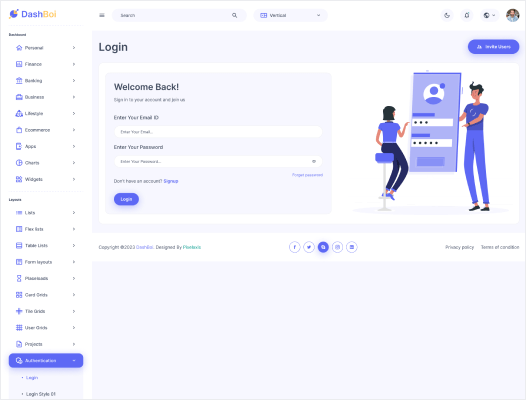 DashBoi
Search
Vertical
Dashboard
Personal
Finance
Banking
Business
Lifestyle
Ecommerce
Apps
Charts
Widgets
Layouts
Lists
Flex lists
Table Lists
Form layouts
Placeloads
Card Grids
Tile Grids
User Grids
Projects
Authentication
Login
Login Style 01
Login
Invite Users
Welcome Back!
Sign in to your account and join us
Enter Your Email ID
Enter Your Email...
Enter Your Password
Enter Your Password...
Forget password
Don't have an account? Signup
Login
Copyright ©2023 DashBoi. Designed By Pixelaxis
Privacy policy
Terms of condition